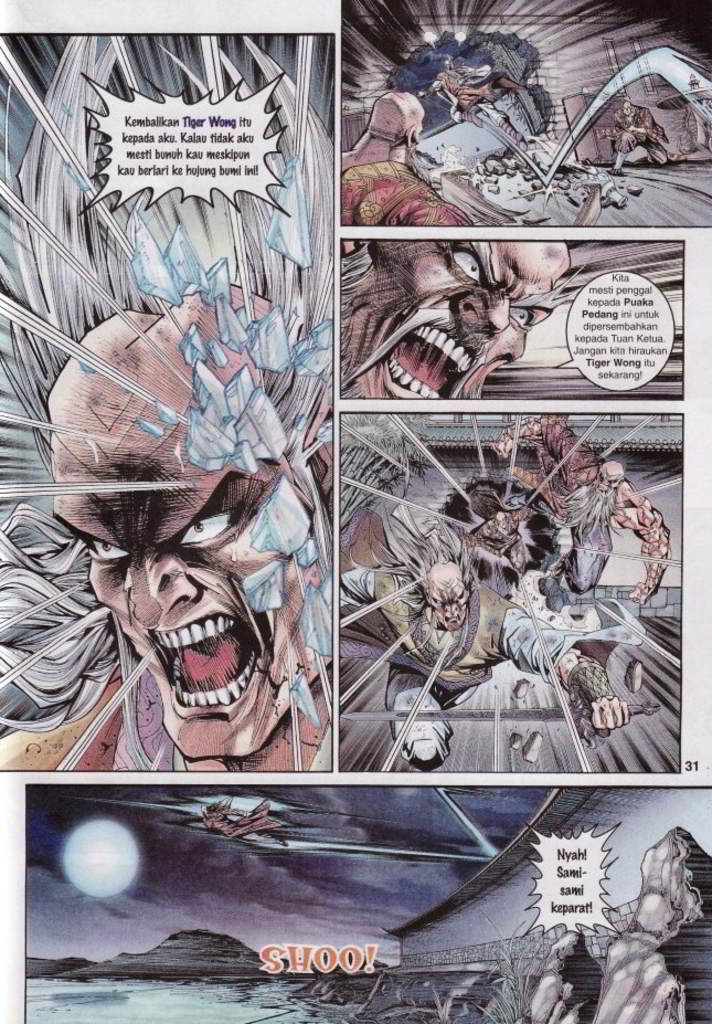 Kembalikan Tiger Wong itu
kepada aku. Kalau tidak aku
mesti bunuh kau meskipun
kau berlari ke hujung bumi ini!
Kita
mesti penggal
kepada Puaka
Pedang ini untuk
dipersembahkan
kepada Tuan Ketua.
Jangan kita hiraukan
Tiger Wong itu
sekarang!
31
Nyah!
Sami-
sami
keparat!
SHOO!